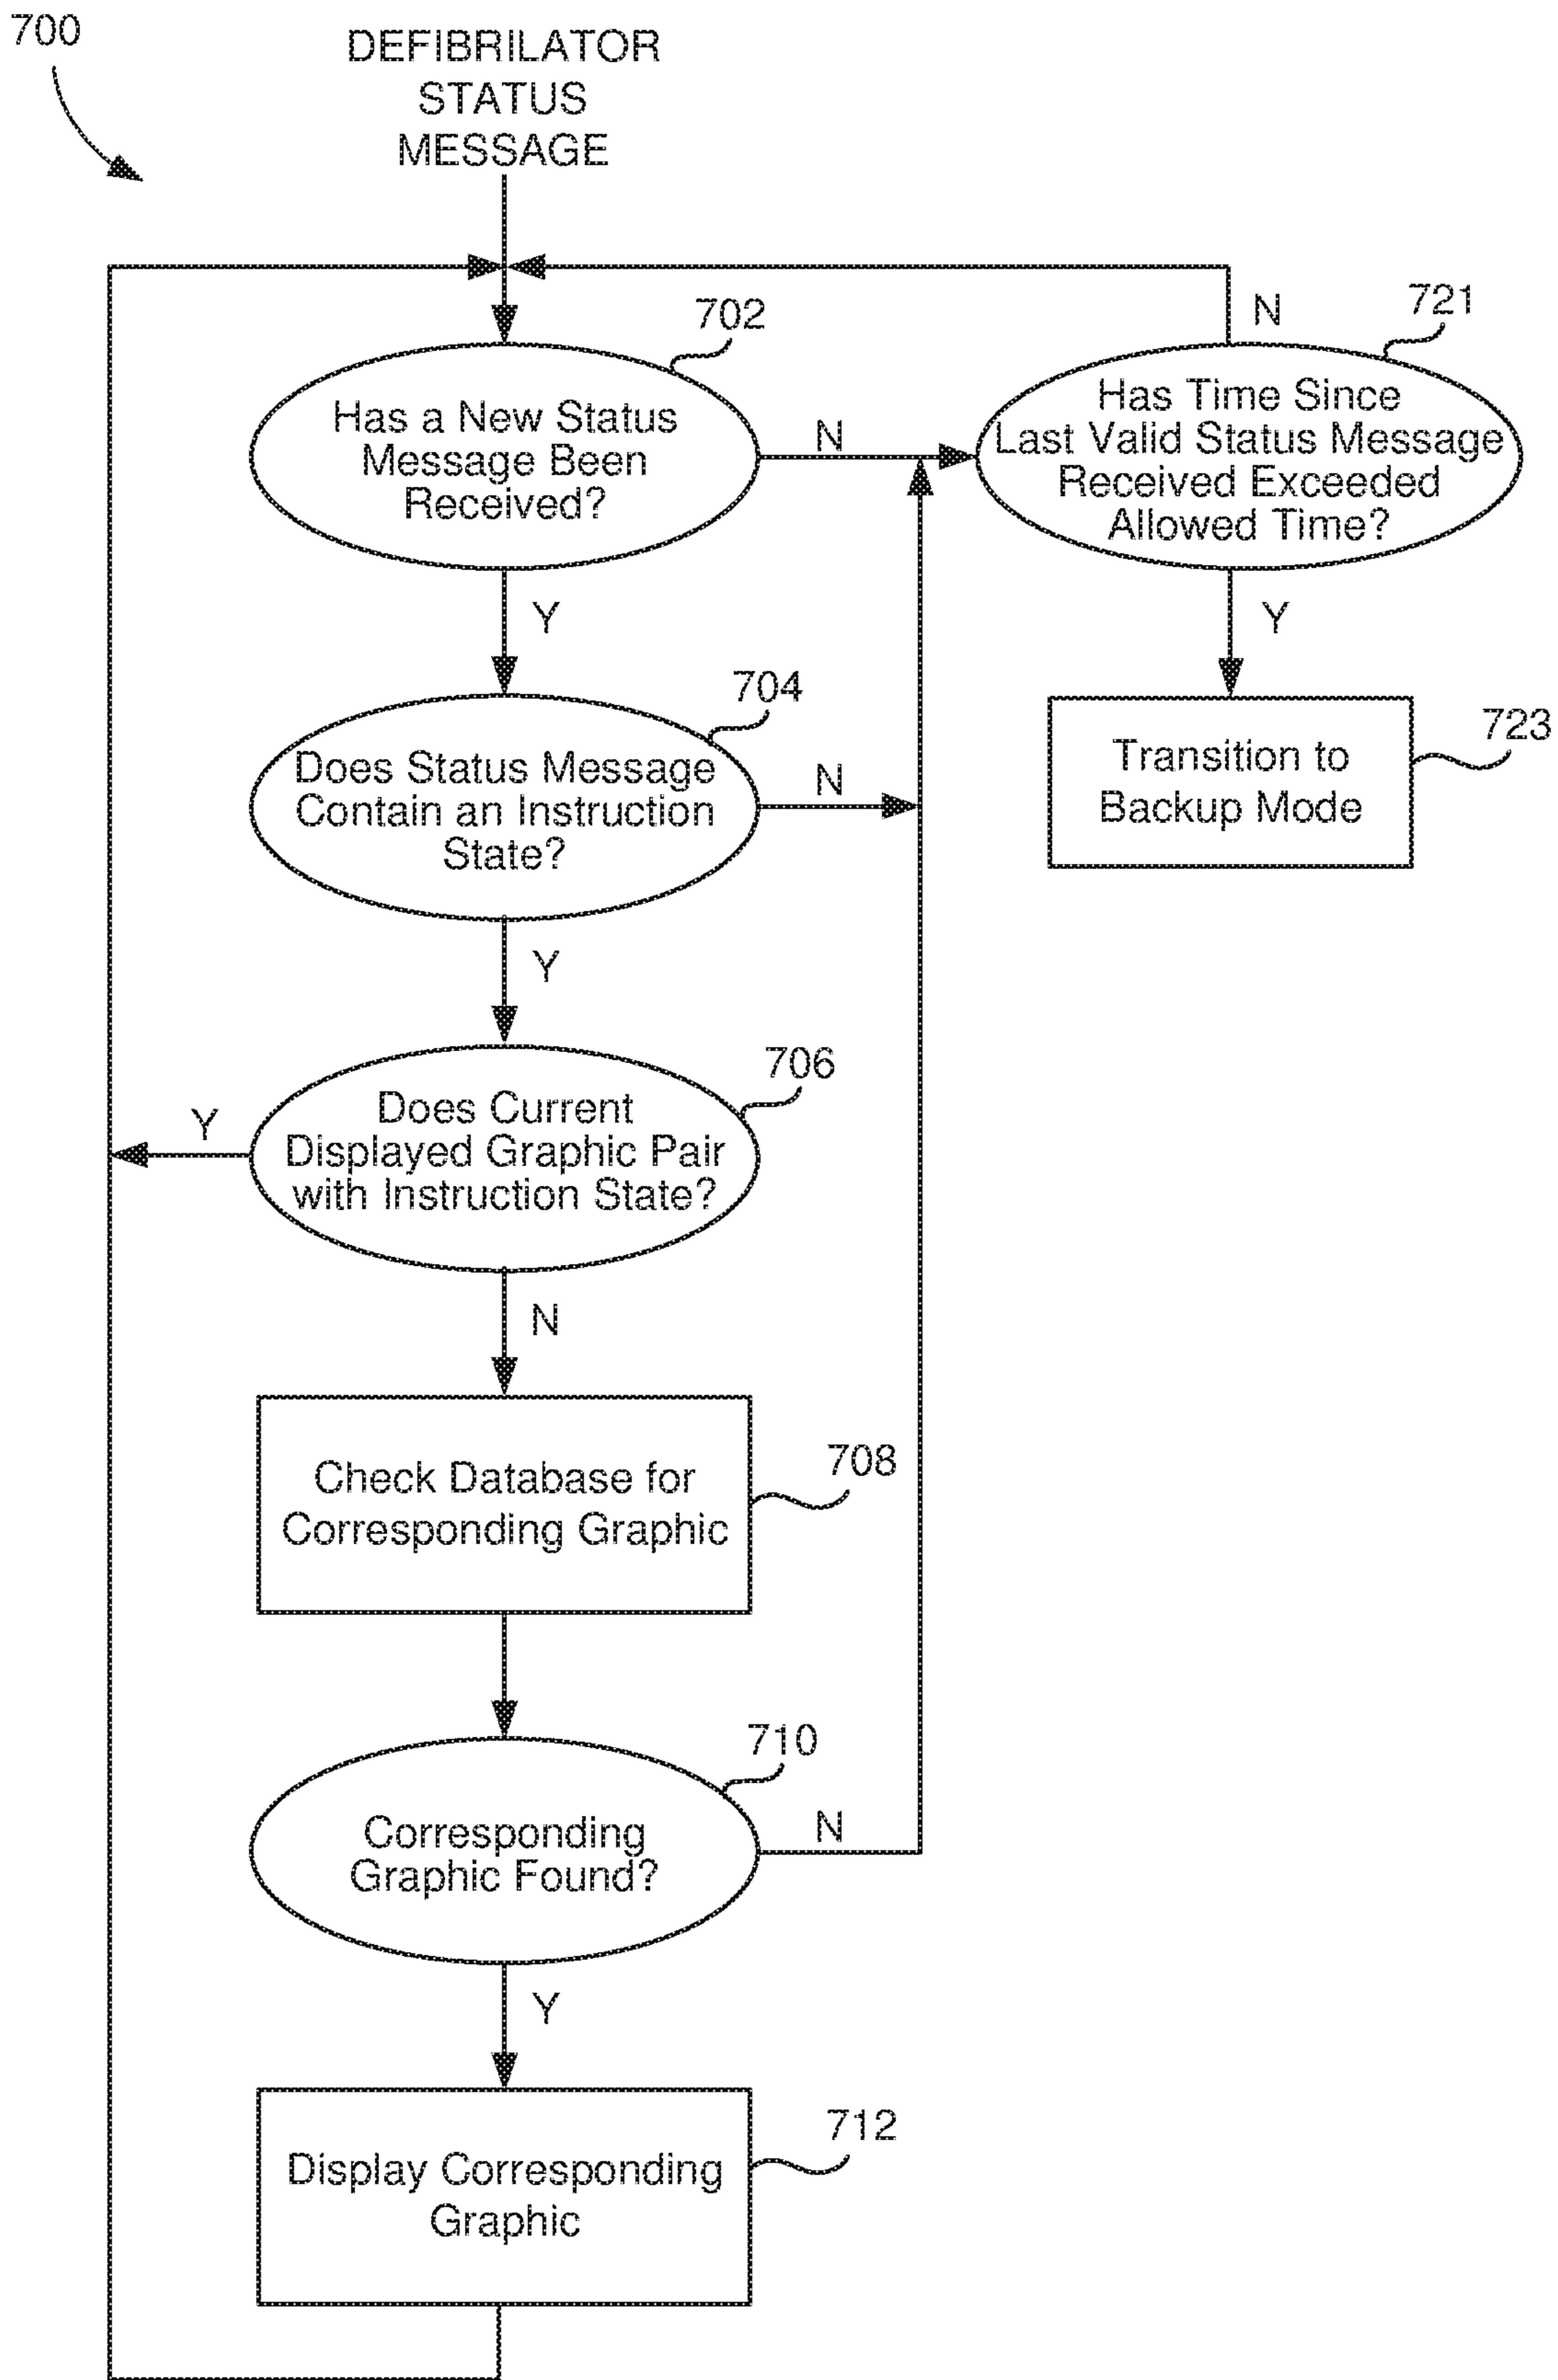 700
DEFIBRILATOR
STATUS
MESSAGE
702
Has a New Status
Message Been
Received?
N
Y
721
N
Has Time Since
Last Valid Status Message
Received Exceeded
Allowed Time?
Y
723
Transition to
Backup Mode
704
Does Status Message
Contain an Instruction
State?
N
Y
706
Does Current
Displayed Graphic Pair
with Instruction State?
Y
N
708
Check Database for
Corresponding Graphic
710
Corresponding
Graphic Found?
N
Y
712
Display Corresponding
Graphic